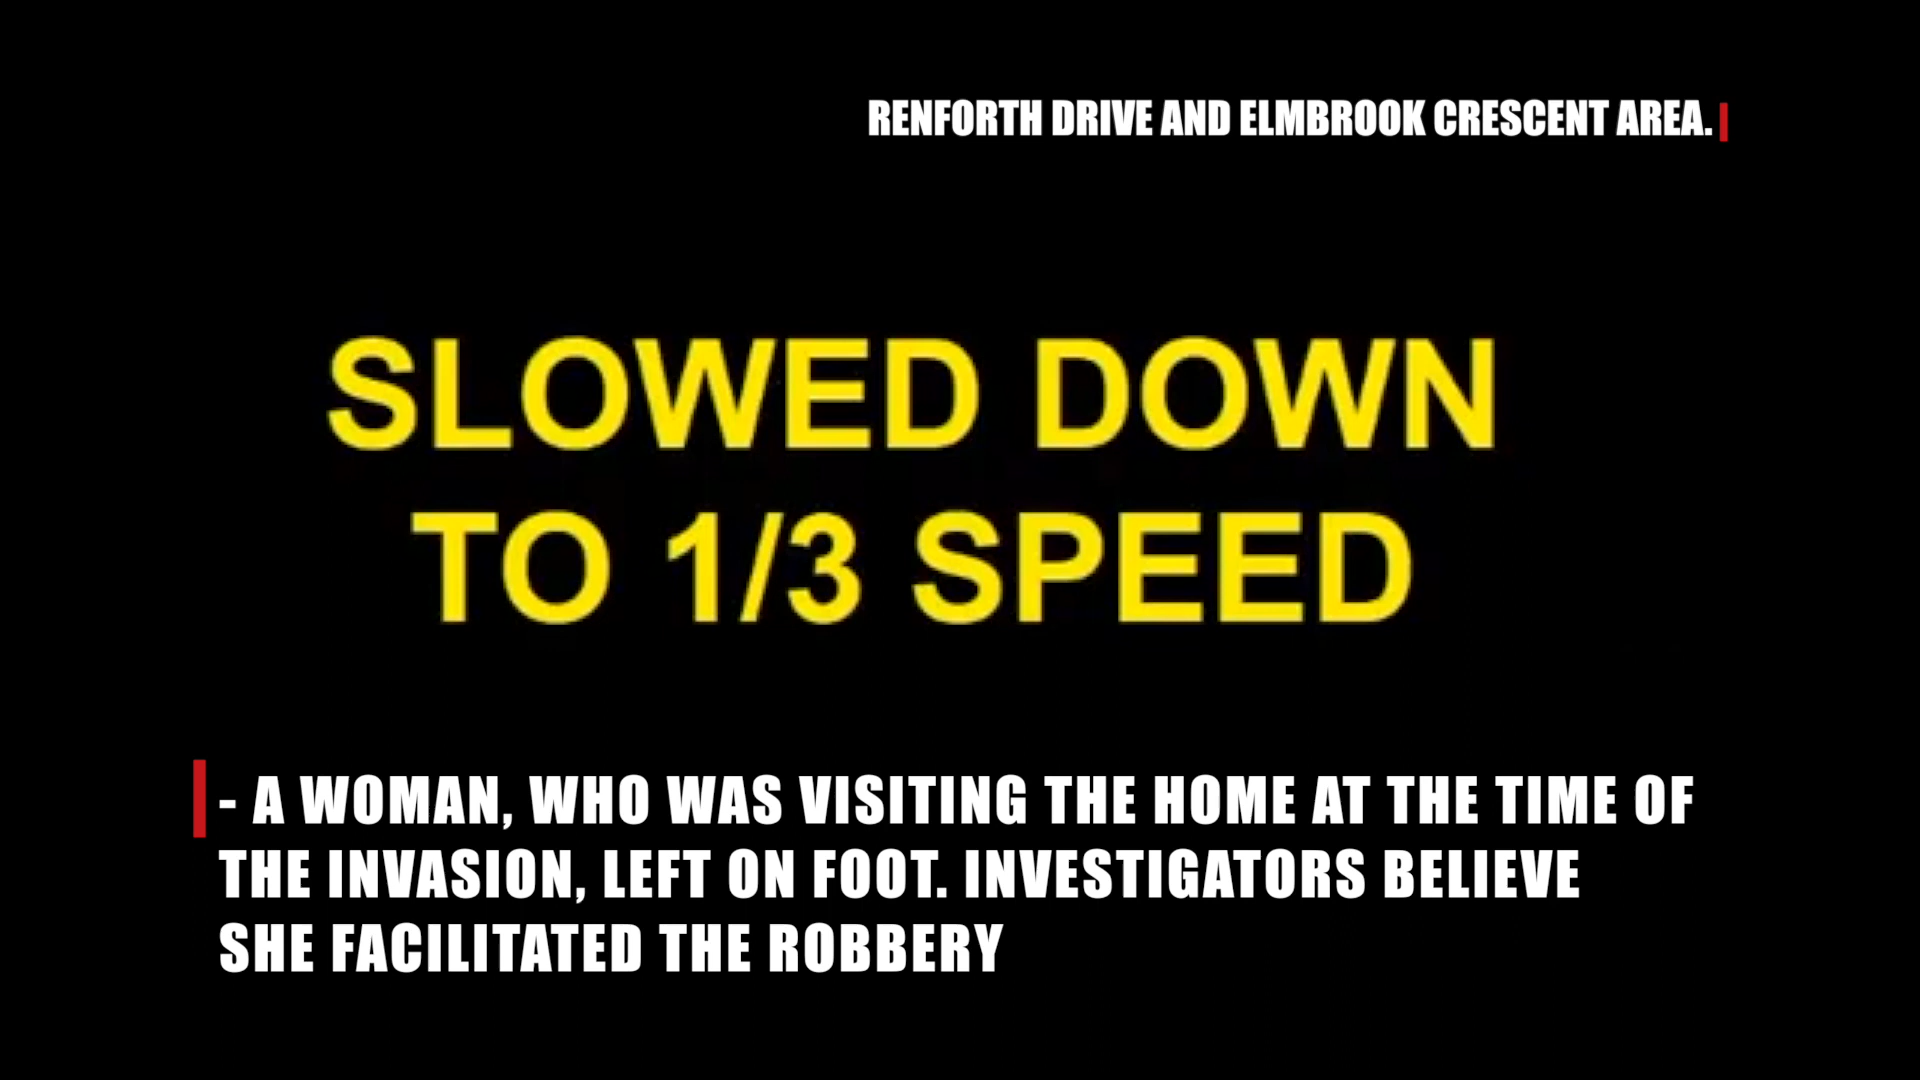 RENFORTH DRIVE AND ELMBROOK CRESCENT AREA.
SLOWED DOWN
TO 1/3 SPEED
- A WOMAN, WHO WAS VISITING THE HOME AT THE TIME OF
THE INVASION, LEFT ON FOOT. INVESTIGATORS BELIEVE
SHE FACILITATED THE ROBBERY